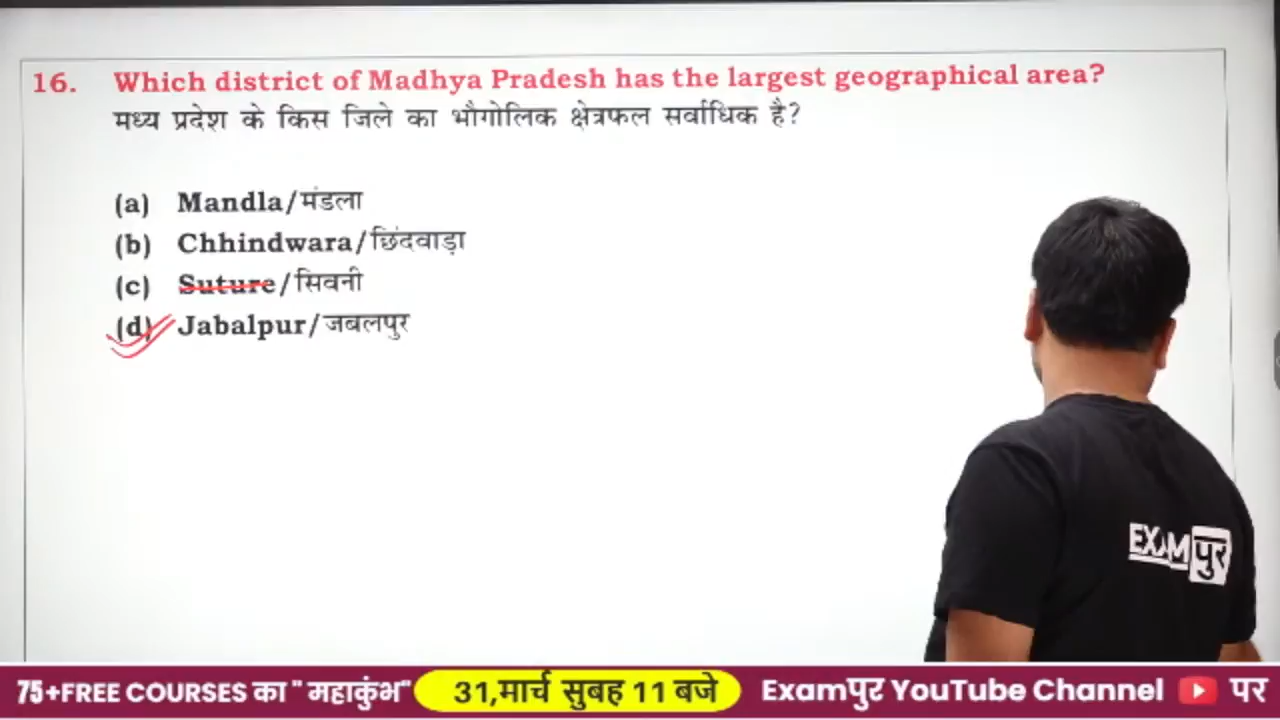 16. Which district of Madhya Pradesh has the largest geographical area?
मध्य प्रदेश के किस जिले का भौगोलिक क्षेत्रफल सर्वाधिक है?
(a) Mandla/मंडला
(b) Chhindwara/छिंदवाड़ा
(c) Suture/सिवनी
(d) Jabalpur/जबलपुर
EXAMपुर
75+FREE COURSES का " महाकुंभ" 31,मार्च सुबह 11 बजे Examपुर YouTube Channel पर